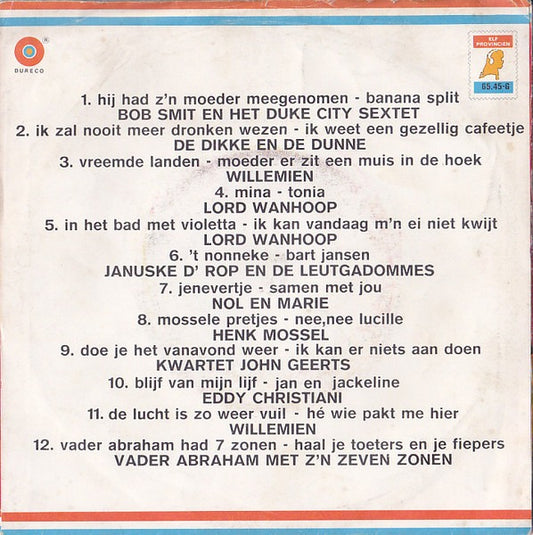 ®
DURECO
ELF
PROVINCIEN
65.45-G
1. hij had z'n moeder meegenomen - banana split
BOB SMIT EN HET DUKE CITY SEXTET
2. ik zal nooit meer dronken wezen - ik weet een gezellig cafeetje
DE DIKKE EN DE DUNNE
3. vreemde landen - moeder er zit een muis in de hoek
WILLEMIEN
4. mina - tonia
LORD WANHOOP
5. in het bad met violetta - ik kan vandaag m'n ei niet kwijt
LORD WANHOOP
6. 't nonneke - bart jansen
JANUSKE D' ROP EN DE LEUTGADOMMES
7. jenevertje - samen met jou
NOL EN MARIE
8. mossele pretjes - nee,nee lucille
HENK MOSSEL
9. doe je het vanavond weer - ik kan er niets aan doen
KWARTET JOHN GEERTS
10. blijf van mijn lijf - jan en jackeline
EDDY CHRISTIANI
11. de lucht is zo weer vuil - hé wie pakt me hier
WILLEMIEN
12. vader abraham had 7 zonen - haal je toeters en je fiepers
VADER ABRAHAM MET Z'N ZEVEN ZONEN